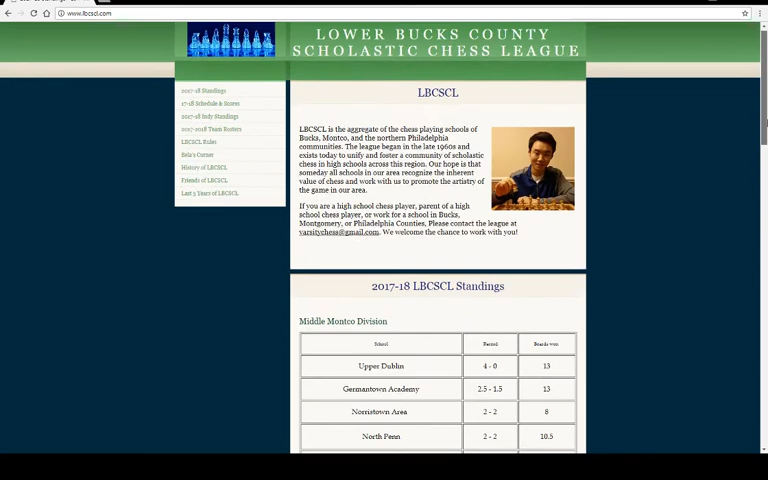 www.lbcscl.com
LOWER BUCKS COUNTY
SCHOLASTIC CHESS LEAGUE
2017-18 Standings
17-18 Schedule & Scores
2017-18 Indy Standings
2017-2018 Team Rosters
LBCSCL Rules
Bela's Corner
History of LBCSCL
Friends of LBCSCL
Last 5 Years of LBCSCL
LBCSCL
LBCSCL is the aggregate of the chess playing schools of
Bucks, Montco, and the northern Philadelphia
communities. The league began in the late 1960s and
exists today to unify and foster a community of scholastic
chess in high schools across this region. Our hope is that
someday all schools in our area recognize the inherent
value of chess and work with us to promote the artistry of
the game in our area.
If you are a high school chess player, parent of a high
school chess player, or work for a school in Bucks,
Montgomery, or Philadelphia Counties, Please contact the league at
varsitychess@gmail.com. We welcome the chance to work with you!
2017-18 LBCSCL Standings
Middle Montco Division
School Record Boards won
Upper Dublin 4 - 0 13
Germantown Academy 2.5 - 1.5 13
Norristown Area 2 - 2 8
North Penn 2 - 2 10.5